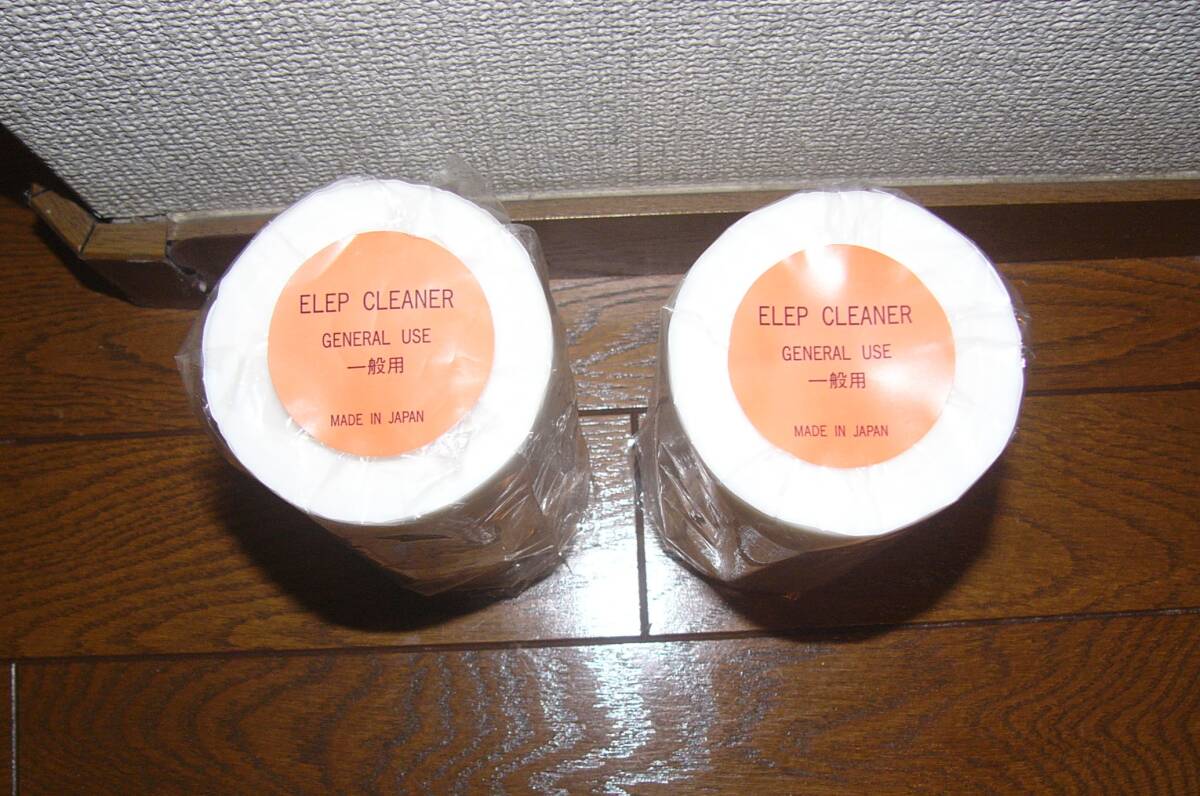 ELEP CLEANER
GENERAL USE
一般用
MADE IN JAPAN
ELEP CLEANER
GENERAL USE
一般用
MADE IN JAPAN